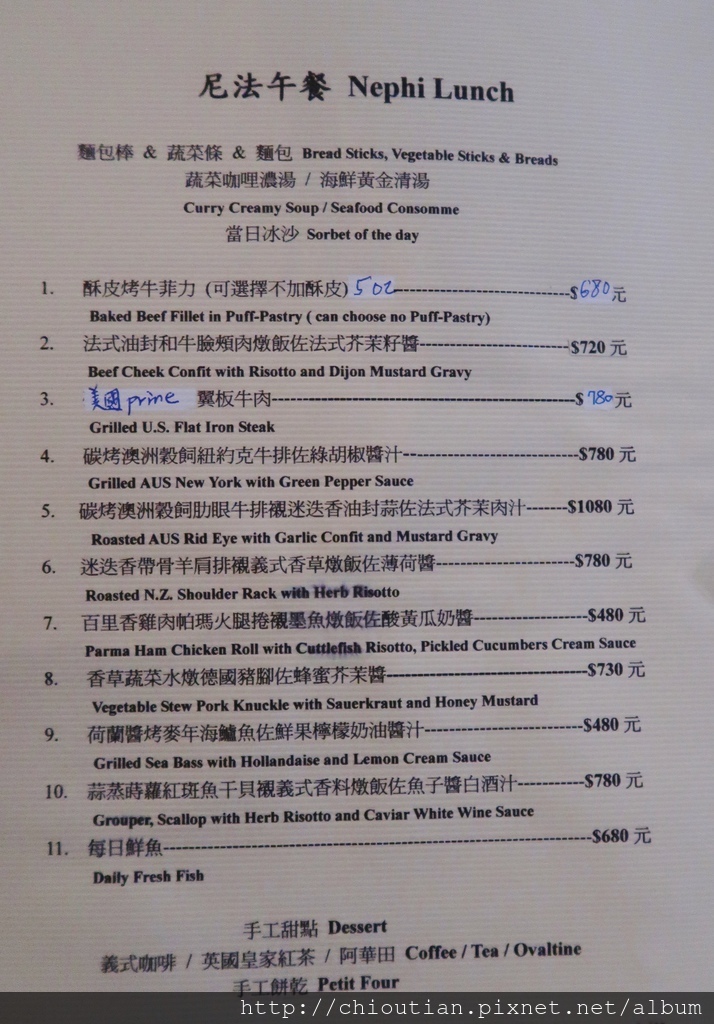 尼法午餐 Nephi Lunch
麵包棒 & 蔬菜條 & 麵包 Bread Sticks, Vegetable Sticks & Breads
蔬菜咖哩濃湯 / 海鮮黃金清湯
Curry Creamy Soup / Seafood Consomme
當日冰沙 Sorbet of the day
1. 酥皮烤牛菲力 (可選擇不加酥皮) 5oz-----------------------------$680元
Baked Beef Fillet in Puff-Pastry ( can choose no Puff-Pastry)
2. 法式油封和牛臉頰肉燉飯佐法式芥茉籽醬-------------------------$720元
Beef Cheek Confit with Risotto and Dijon Mustard Gravy
3. 美國 prime 翼板牛肉--------------------------------------------------$ 780元
Grilled U.S. Flat Iron Steak
4. 碳烤澳洲穀飼紐約克牛排佐綠胡椒醬汁-----------------------------$780 元
Grilled AUS New York with Green Pepper Sauce
5. 碳烤澳洲穀飼肋眼牛排襯迷迭香油封蒜佐法式芥茉肉汁-------$1080 元
Roasted AUS Rid Eye with Garlic Confit and Mustard Gravy
6. 迷迭香帶骨羊肩排襯義式香草燉飯佐薄荷醬-----------------------$780 元
Roasted N.Z. Shoulder Rack with Herb Risotto
7. 百里香雞肉帕瑪火腿捲襯墨魚燉飯佐酸黃瓜奶醬-------------------$480 元
Parma Ham Chicken Roll with Cuttlefish Risotto, Pickled Cucumbers Cream Sauce
8. 香草蔬菜水燉德國豬腳佐蜂蜜芥茉醬---------------------------------$730元
Vegetable Stew Pork Knuckle with Sauerkraut and Honey Mustard
9. 荷蘭醬烤麥年海鱸魚佐鮮果檸檬奶油醬汁--------------------------$480 元
Grilled Sea Bass with Hollandaise and Lemon Cream Sauce
10. 蒜蒸蒔蘿紅斑魚干貝襯義式香料燉飯佐魚子醬白酒汁-----------$780 元
Grouper, Scallop with Herb Risotto and Caviar White Wine Sauce
11. 每日鮮魚----------------------------------------------------------------------$680 元
Daily Fresh Fish
手工甜點 Dessert
義式咖啡 / 英國皇家紅茶 / 阿華田 Coffee / Tea / Ovaltine
手工餅乾 Petit Four
http://chioutian.pixnet.net/album